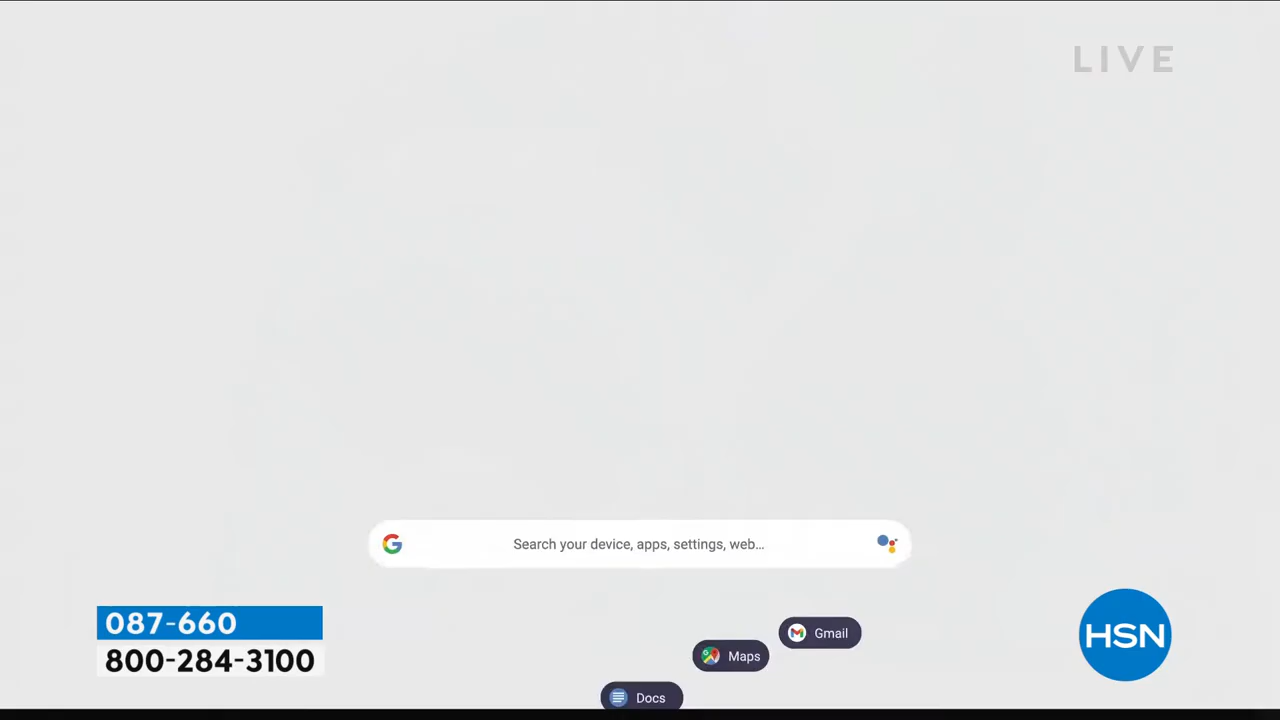 LIVE
Search your device, apps, settings, web...
087-660
800-284-3100
Gmail
Maps
Docs
HSN